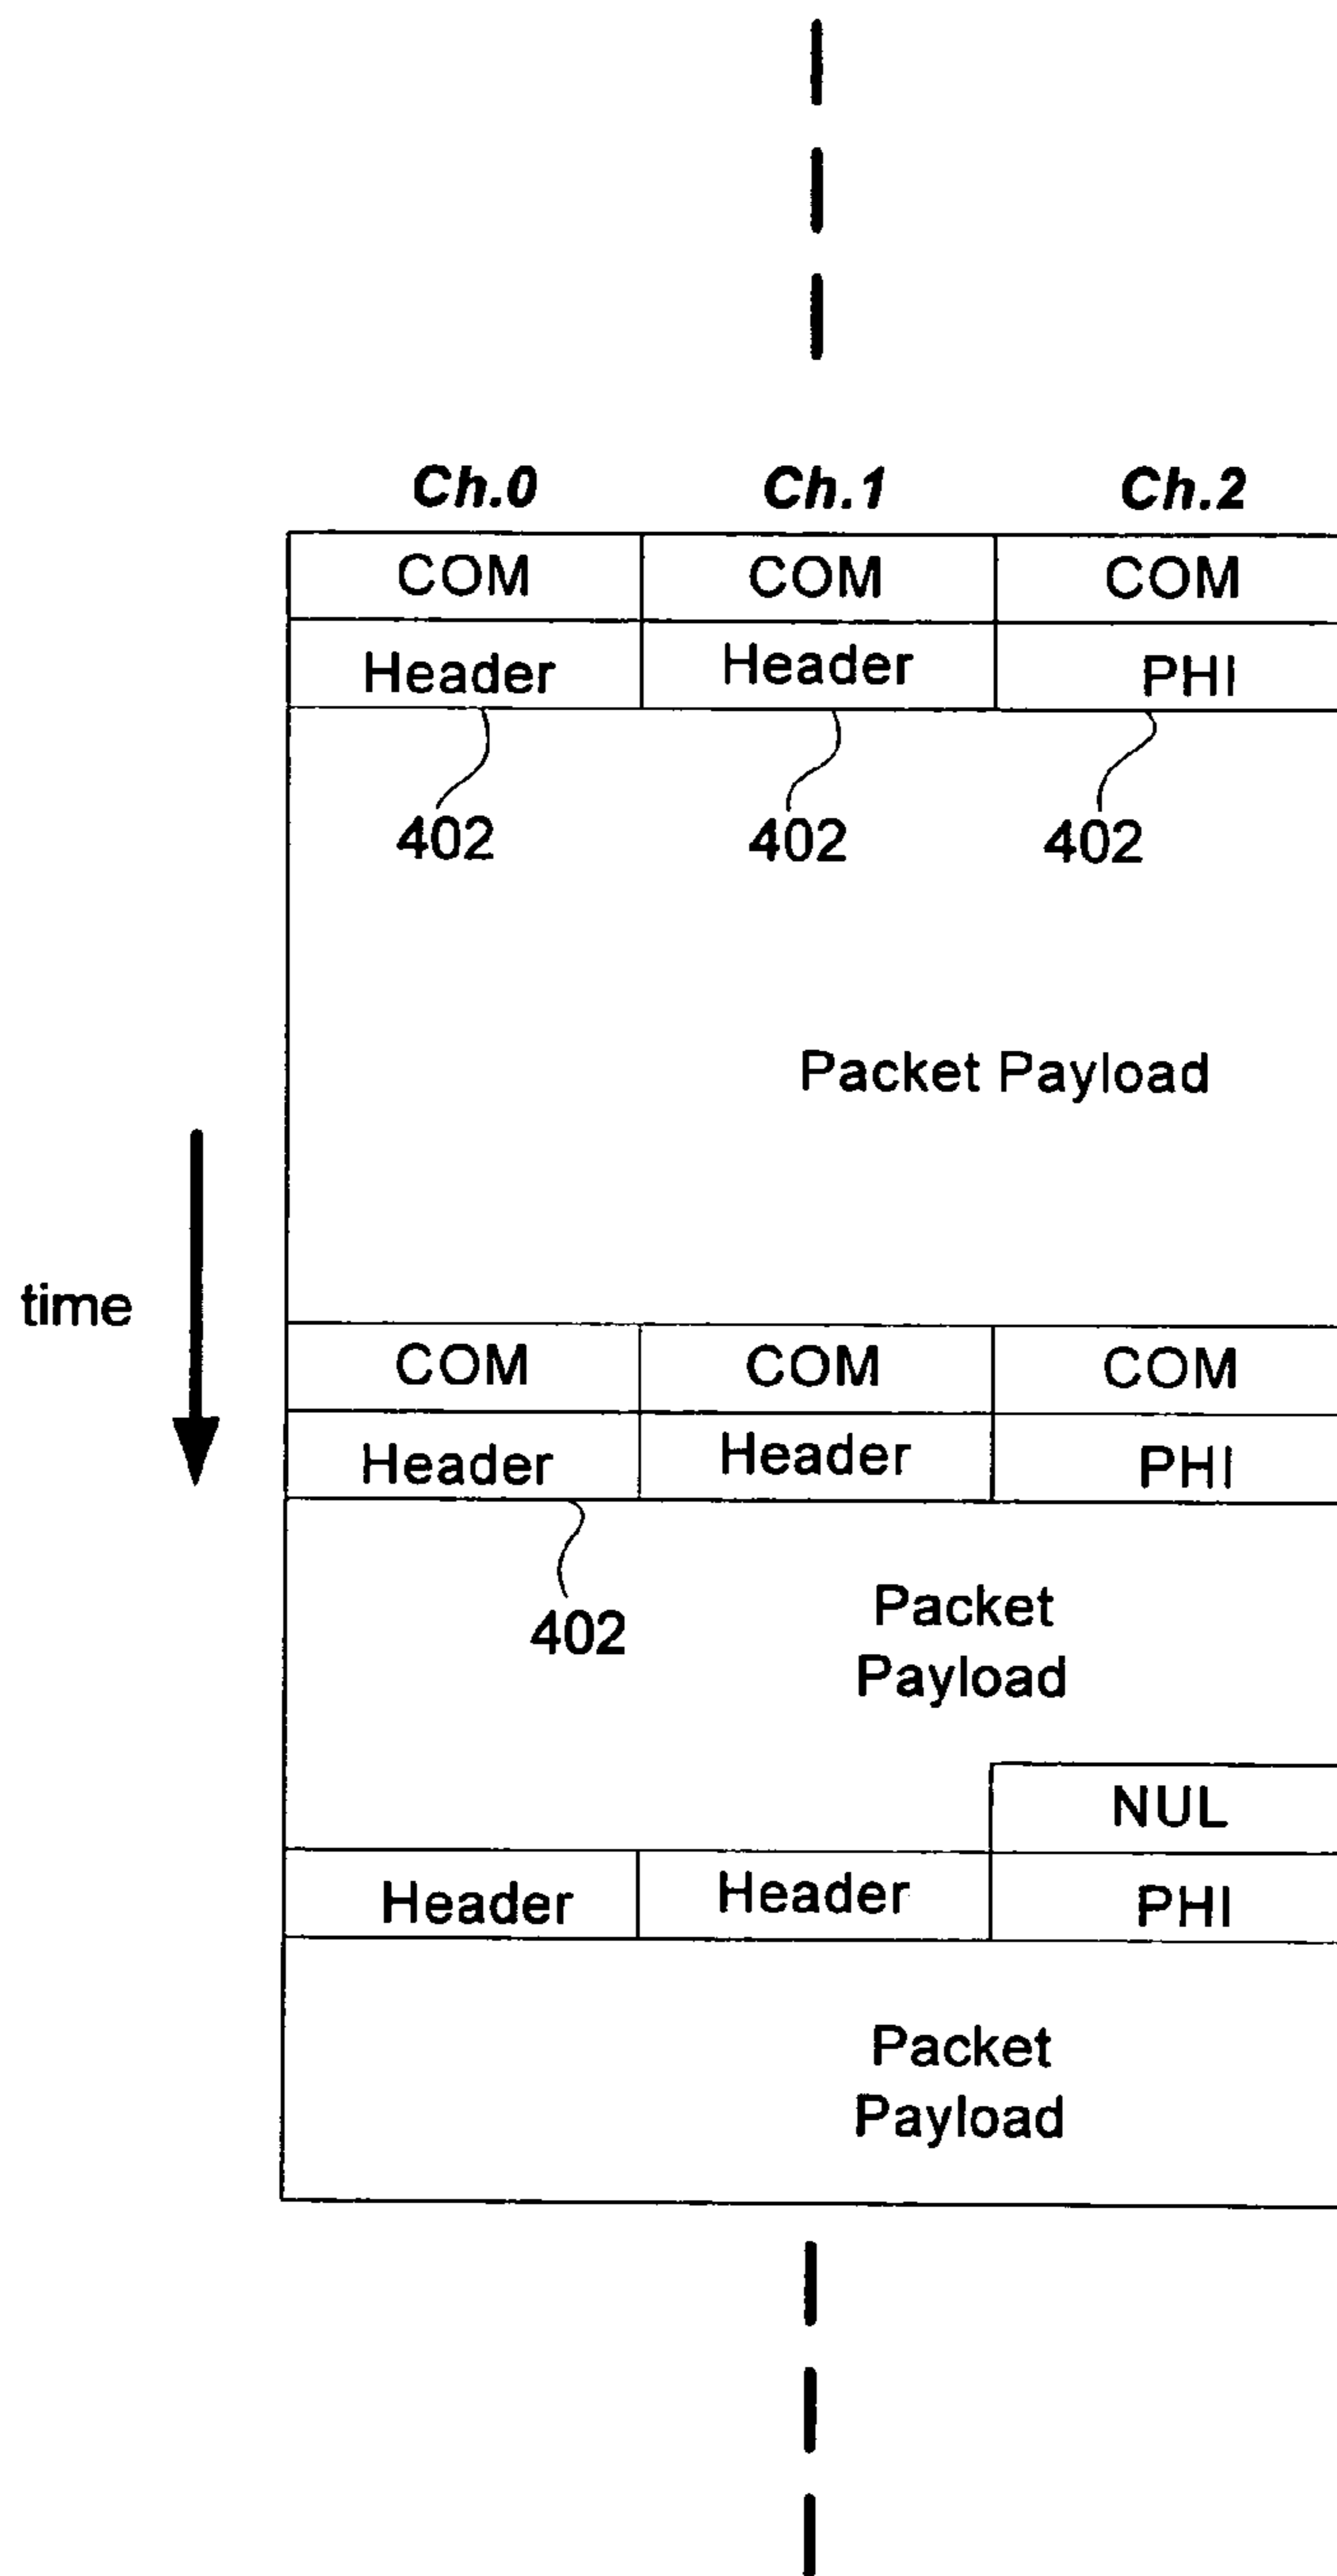 Ch.0 Ch.1 Ch.2
COM COM COM
Header Header PHI
402 402 402
Packet Payload
time
COM COM COM
Header Header PHI
402
Packet
Payload
NUL
Header Header PHI
Packet
Payload